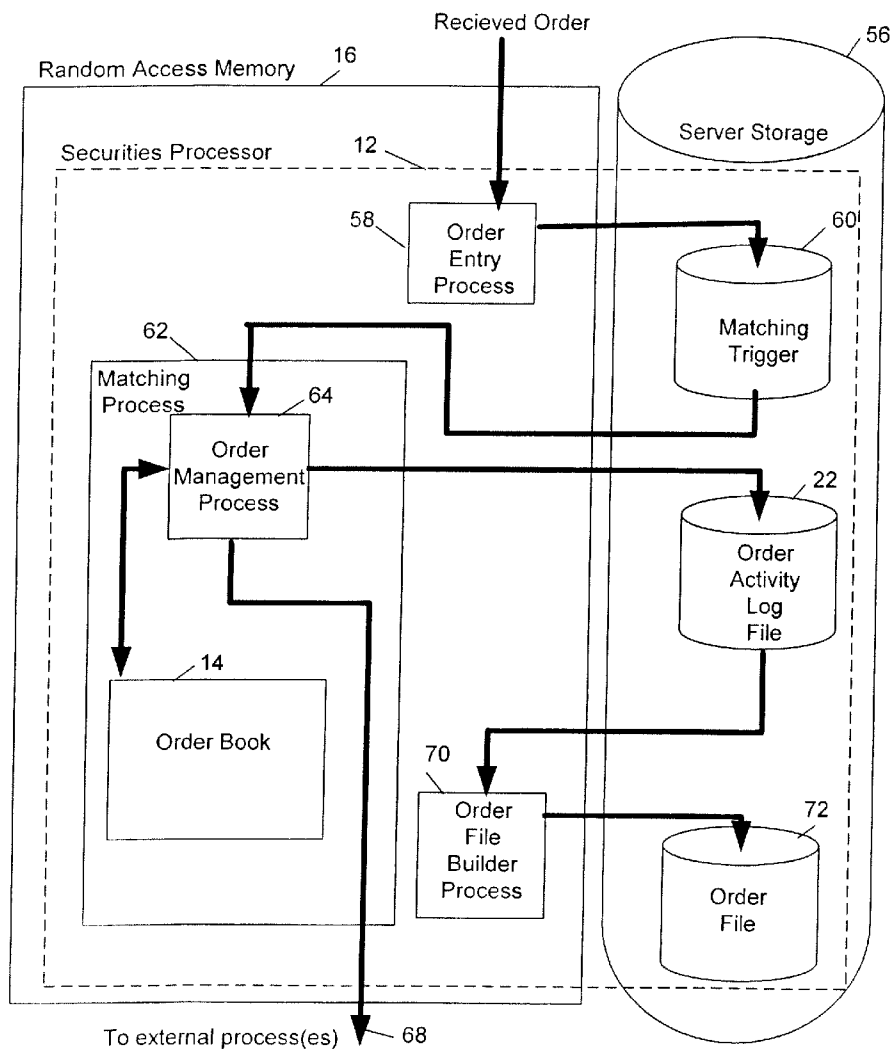 Recieved Order
56
Random Access Memory
16
Server Storage
Securities Processor
12
58
Order
Entry
Process
60
Matching
Trigger
62
Matching
Process
64
Order
Management
Process
22
Order
Activity
Log
File
14
Order Book
70
Order
File
Builder
Process
72
Order
File
To external process(es)
68